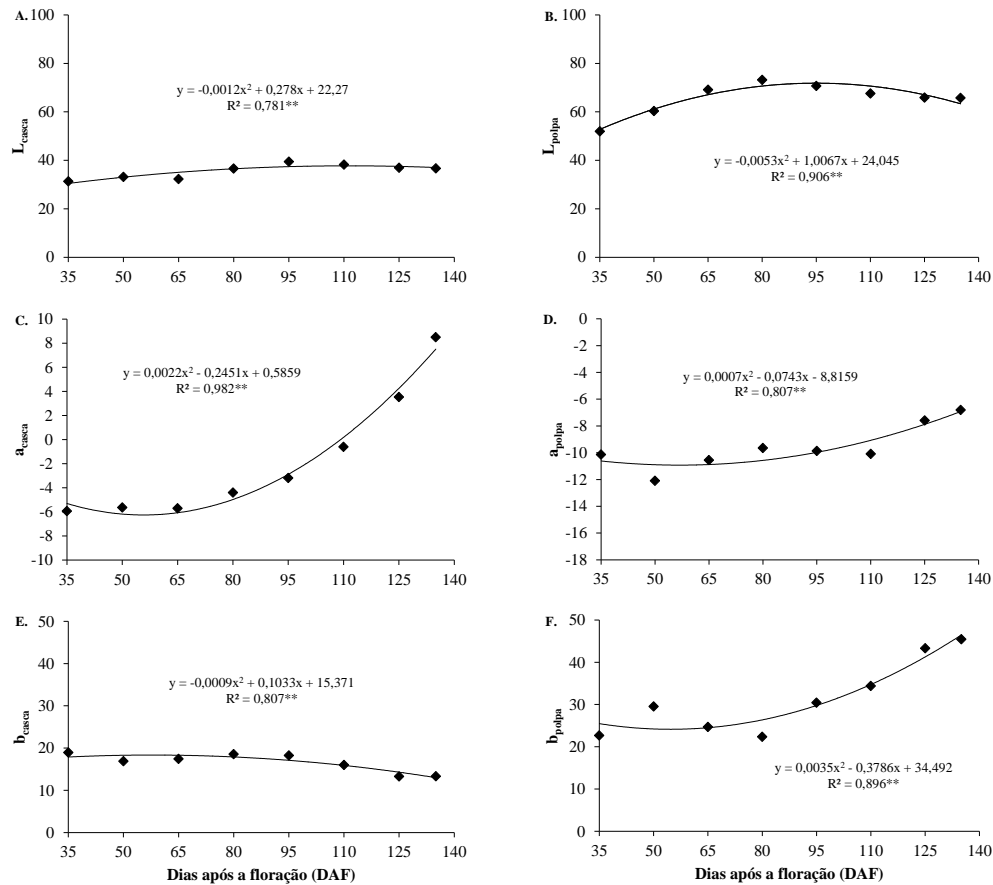 A.
100
80
60
40
20
0
L casca
y = -0,0012x² + 0,278x + 22,27
R² = 0,781**
35 50 65 80 95 110 125 140
B.
100
80
60
40
20
0
L polpa
y = -0,0053x² + 1,0067x + 24,045
R² = 0,906**
35 50 65 80 95 110 125 140
C.
10
8
6
4
2
0
-2
-4
-6
-8
-10
a casca
y = 0,0022x² - 0,2451x + 0,5859
R² = 0,982**
35 50 65 80 95 110 125 140
D.
0
-2
-4
-6
-8
-10
-12
-14
-16
-18
a polpa
y = 0,0007x² - 0,0743x - 8,8159
R² = 0,807**
35 50 65 80 95 110 125 140
E.
50
40
30
20
10
0
b casca
y = -0,0009x² + 0,1033x + 15,371
R² = 0,807**
35 50 65 80 95 110 125 140
Dias após a floração (DAF)
F.
50
40
30
20
10
0
b polpa
y = 0,0035x² - 0,3786x + 34,492
R² = 0,896**
35 50 65 80 95 110 125 140
Dias após a floração (DAF)